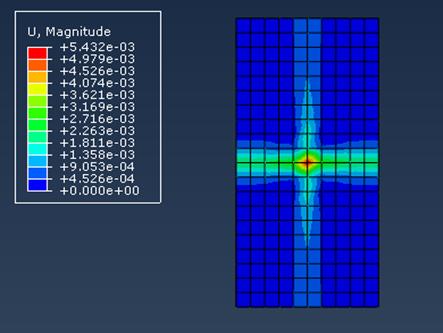 U, Magnitude
+5.432e-03
+4.979e-03
+4.526e-03
+4.074e-03
+3.621e-03
+3.169e-03
+2.716e-03
+2.263e-03
+1.811e-03
+1.358e-03
+9.053e-04
+4.526e-04
+0.000e+00